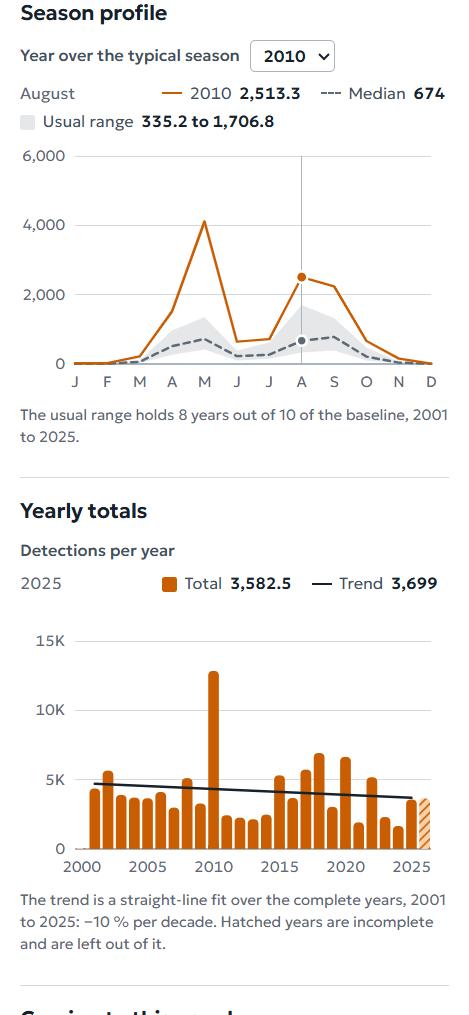 Season profile
Year over the typical season 2010
August 2010 2,513.3 Median 674
Usual range 335.2 to 1,706.8
6,000
4,000
2,000
0
J F M A M J J A S O N D
The usual range holds 8 years out of 10 of the baseline, 2001
to 2025.
Yearly totals
Detections per year
2025 Total 3,582.5 Trend 3,699
15K
10K
5K
0
2000 2005 2010 2015 2020 2025
The trend is a straight-line fit over the complete years, 2001
to 2025: −10 % per decade. Hatched years are incomplete
and are left out of it.